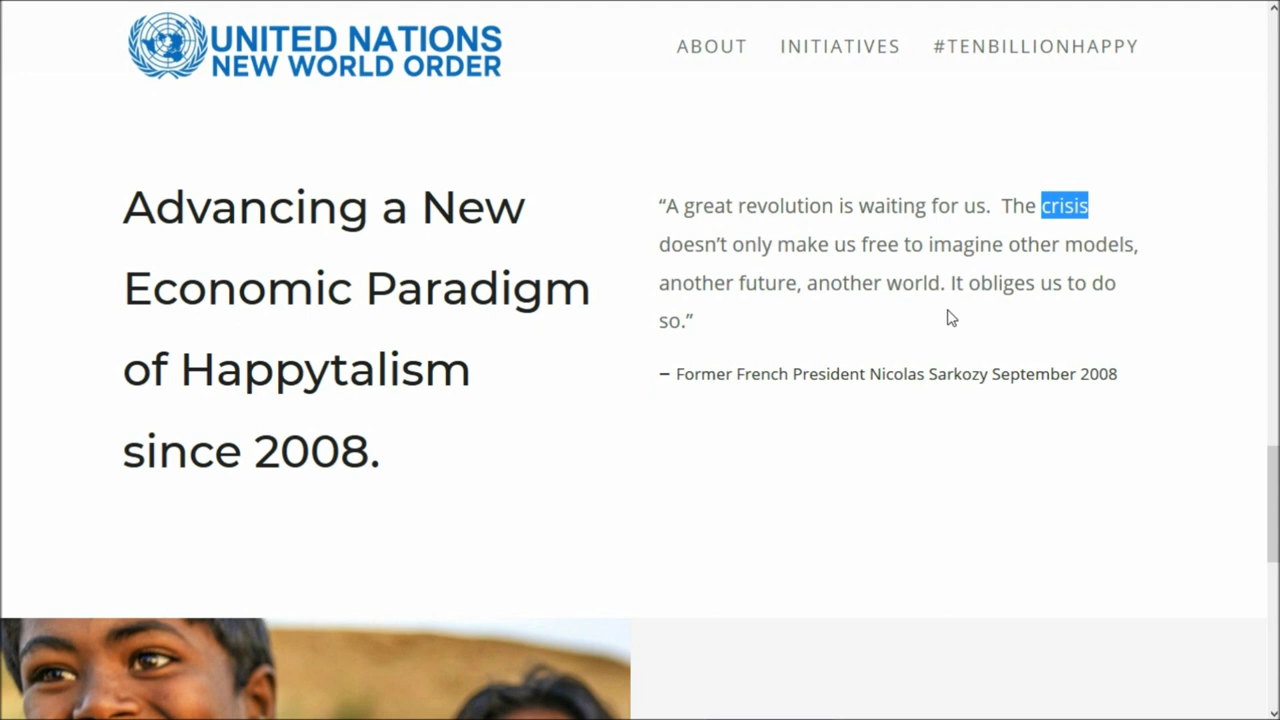 UNITED NATIONS
NEW WORLD ORDER
ABOUT INITIATIVES #TENBILLIONHAPPY
Advancing a New
Economic Paradigm
of Happytalism
since 2008.
“A great revolution is waiting for us.  The crisis
doesn’t only make us free to imagine other models,
another future, another world. It obliges us to do
so.”
– Former French President Nicolas Sarkozy September 2008